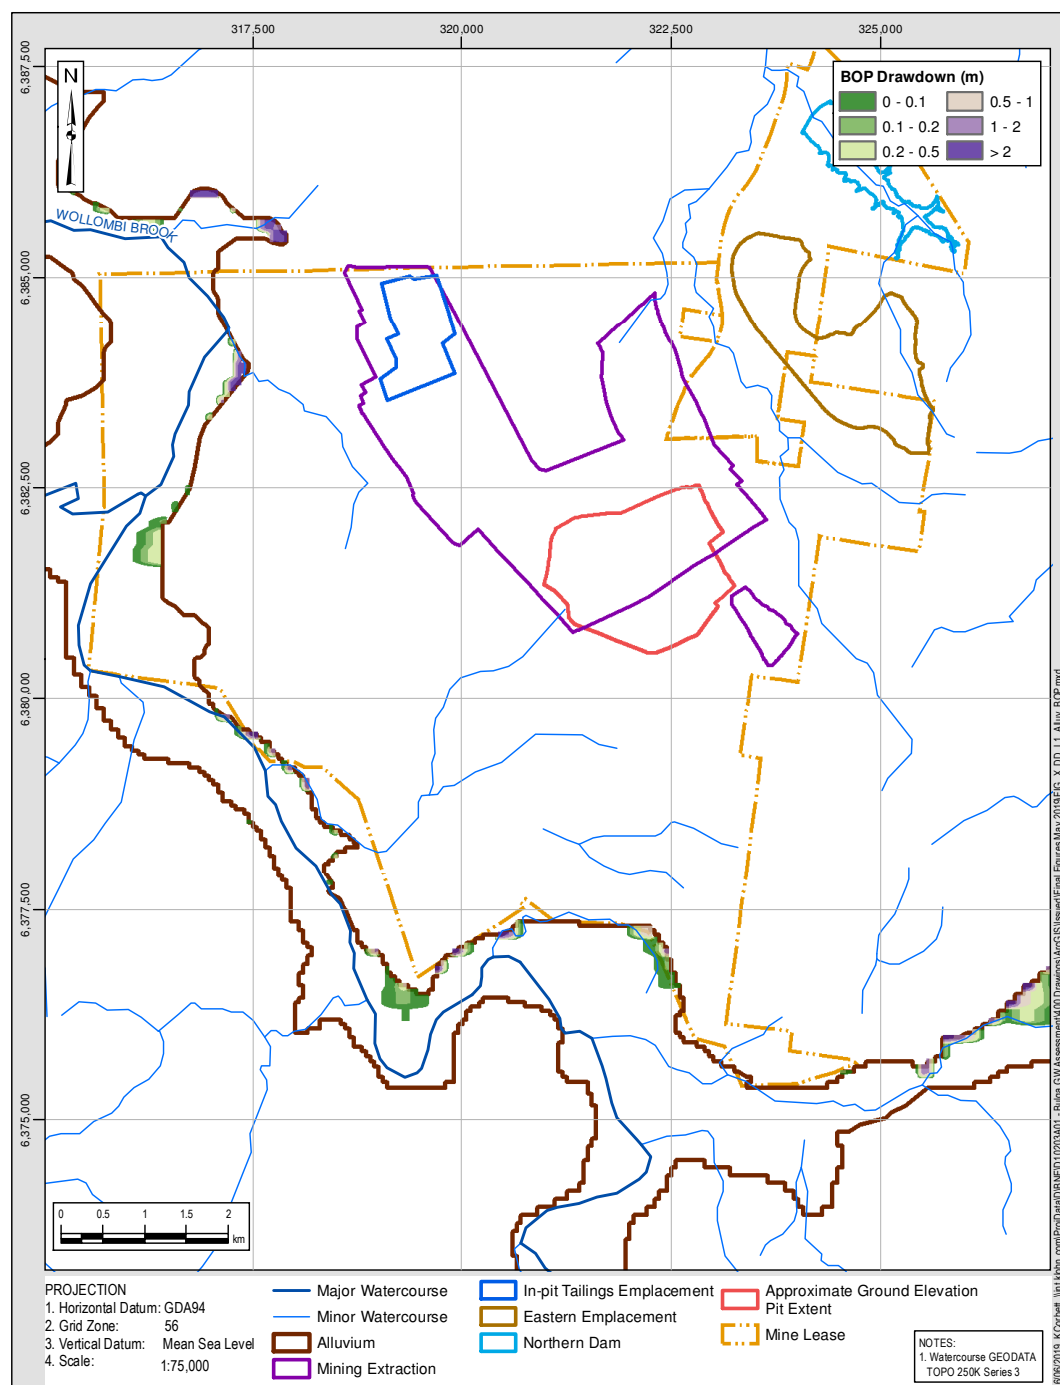 317,500
320,000
322,500
325,000
6,387,500
6,385,000
6,382,500
6,380,000
6,377,500
6,375,000
N
BOP Drawdown (m)
0 - 0.1
0.5 - 1
0.1 - 0.2
1 - 2
0.2 - 0.5
> 2
WOLLOMBI BROOK
0
0.5
1
1.5
2
km
PROJECTION
1. Horizontal Datum: GDA94
2. Grid Zone: 56
3. Vertical Datum: Mean Sea Level
4. Scale: 1:75,000
Major Watercourse
Minor Watercourse
Alluvium
Mining Extraction
In-pit Tailings Emplacement
Eastern Emplacement
Northern Dam
Approximate Ground Elevation
Pit Extent
Mine Lease
NOTES:
1. Watercourse GEODATA
TOPO 250K Series 3